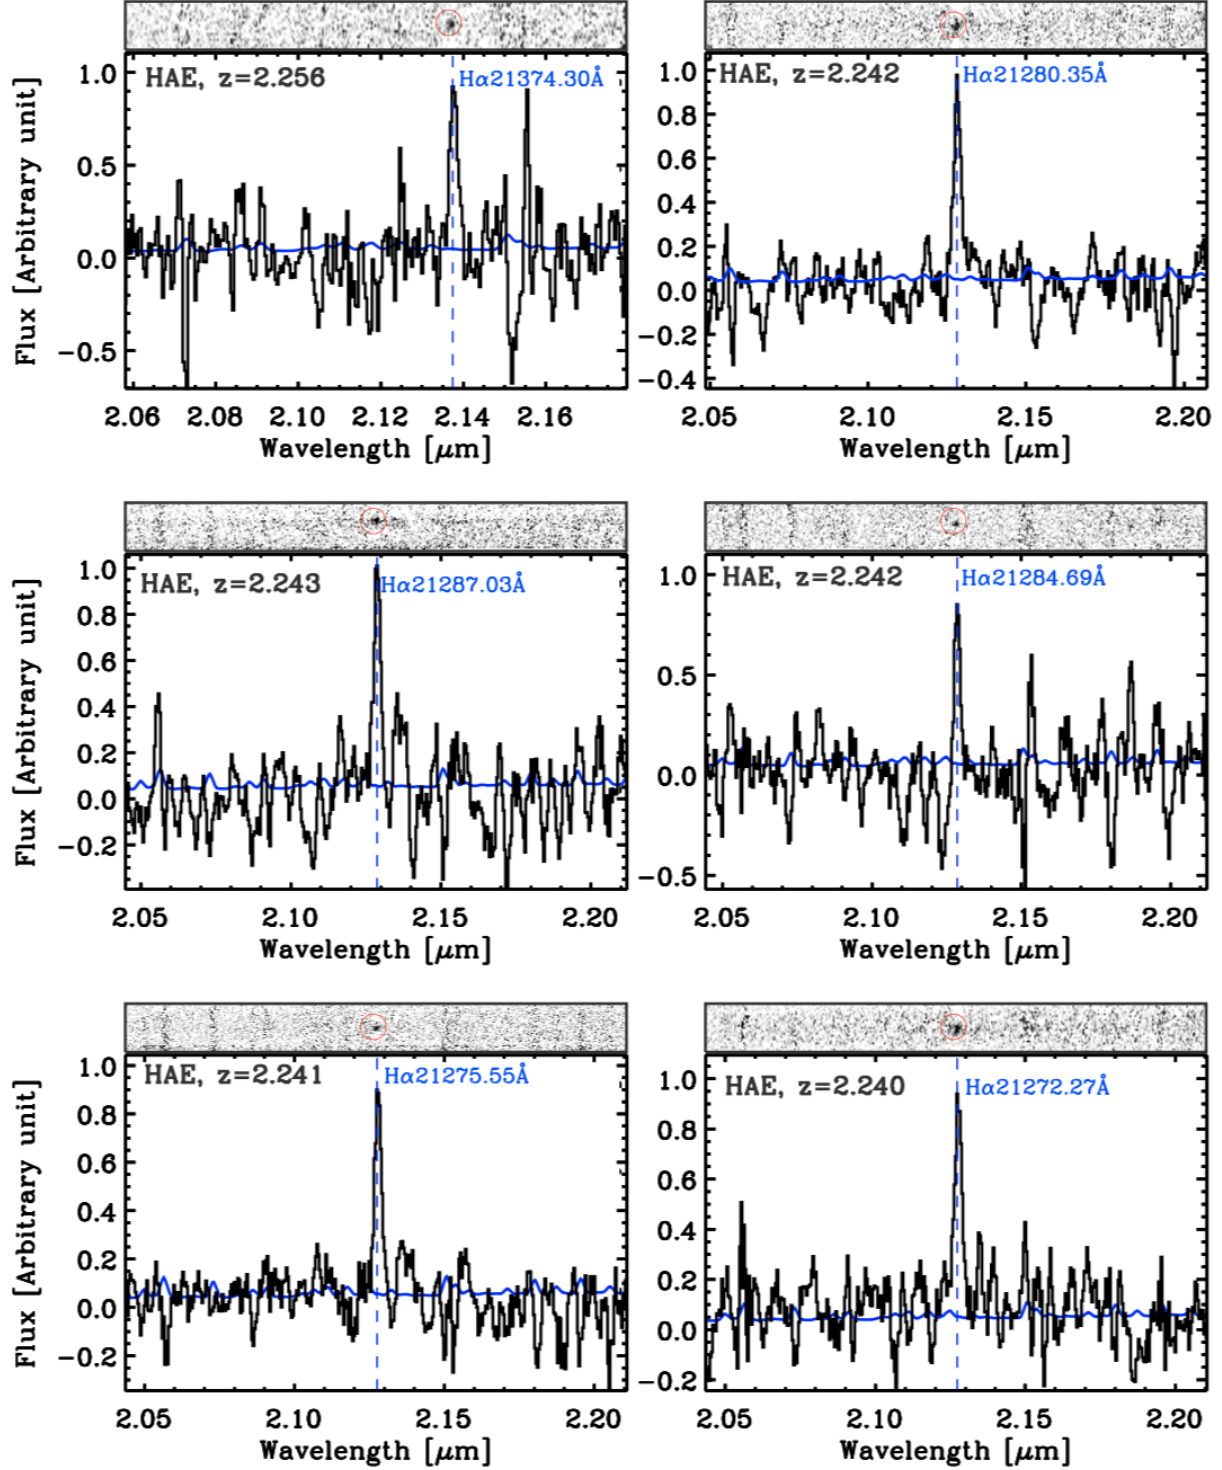 HAE, z=2.256
Hα21374.30Å
1.0
0.5
0.0
−0.5
Flux [Arbitrary unit]
2.06 2.08 2.10 2.12 2.14 2.16
Wavelength [μm]
HAE, z=2.242
Hα21280.35Å
1.0
0.8
0.6
0.4
0.2
0.0
−0.2
−0.4
2.05 2.10 2.15 2.20
Wavelength [μm]
HAE, z=2.243
Hα21287.03Å
1.0
0.8
0.6
0.4
0.2
0.0
−0.2
Flux [Arbitrary unit]
2.05 2.10 2.15 2.20
Wavelength [μm]
HAE, z=2.242
Hα21284.69Å
1.0
0.5
0.0
−0.5
2.05 2.10 2.15 2.20
Wavelength [μm]
HAE, z=2.241
Hα21275.55Å
1.0
0.8
0.6
0.4
0.2
0.0
−0.2
Flux [Arbitrary unit]
2.05 2.10 2.15 2.20
Wavelength [μm]
HAE, z=2.240
Hα21272.27Å
1.0
0.8
0.6
0.4
0.2
0.0
−0.2
2.05 2.10 2.15 2.20
Wavelength [μm]